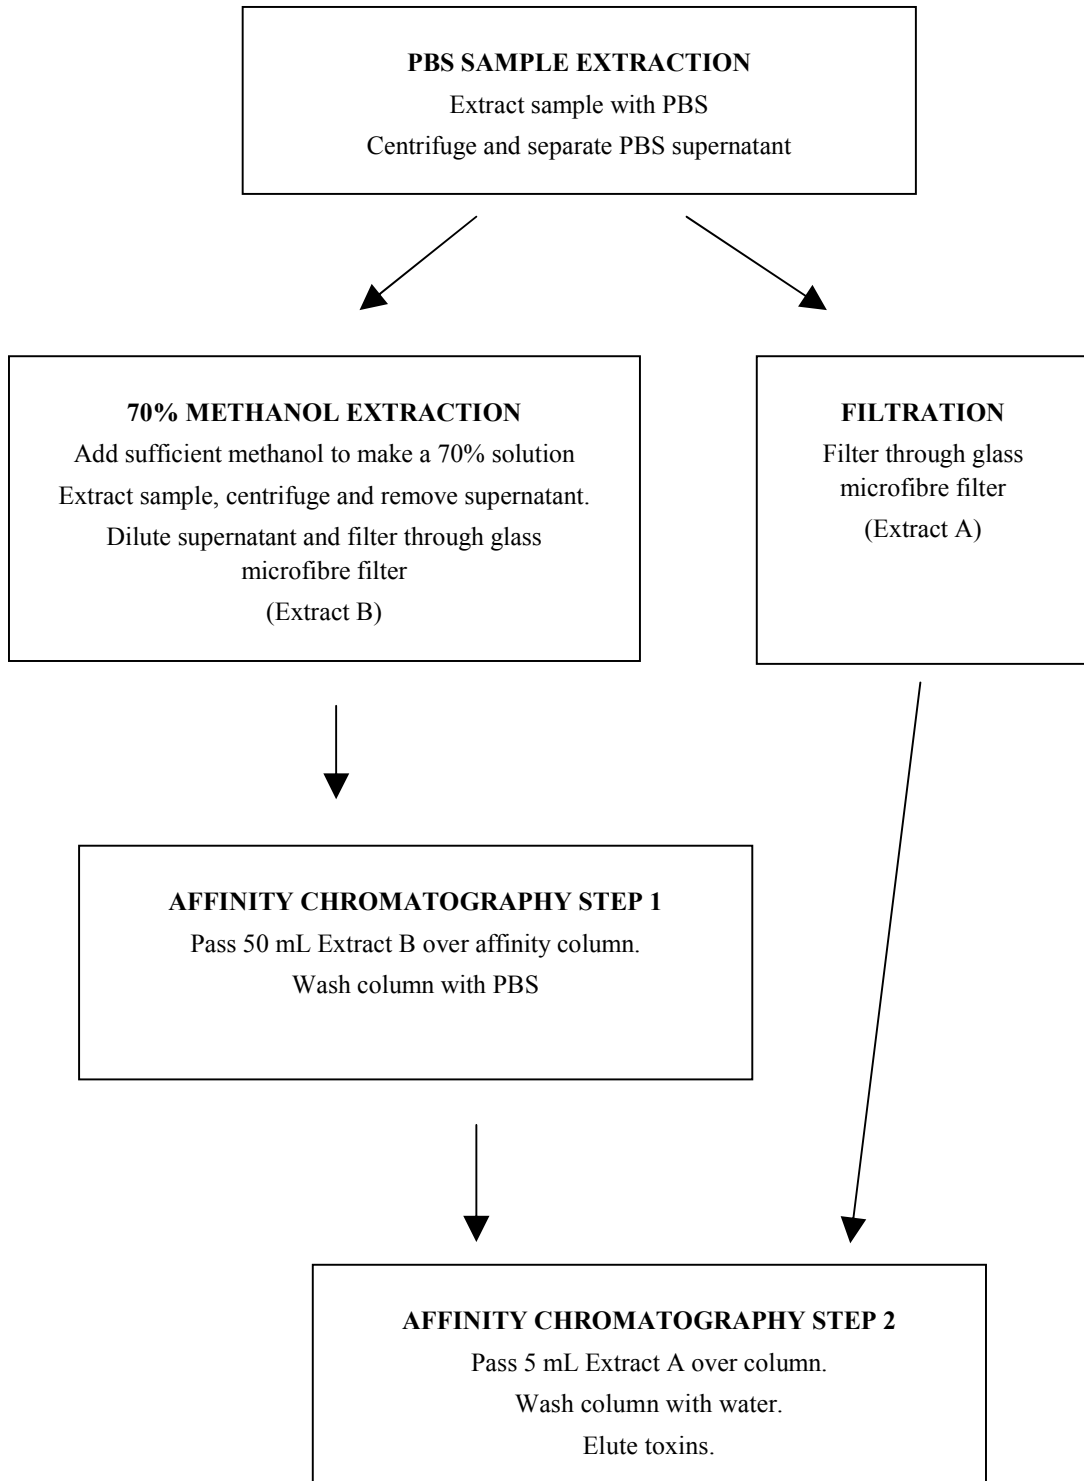 PBS SAMPLE EXTRACTION
Extract sample with PBS
Centrifuge and separate PBS supernatant
70% METHANOL EXTRACTION
Add sufficient methanol to make a 70% solution
Extract sample, centrifuge and remove supernatant.
Dilute supernatant and filter through glass
microfibre filter
(Extract B)
FILTRATION
Filter through glass
microfibre filter
(Extract A)
AFFINITY CHROMATOGRAPHY STEP 1
Pass 50 mL Extract B over affinity column.
Wash column with PBS
AFFINITY CHROMATOGRAPHY STEP 2
Pass 5 mL Extract A over column.
Wash column with water.
Elute toxins.